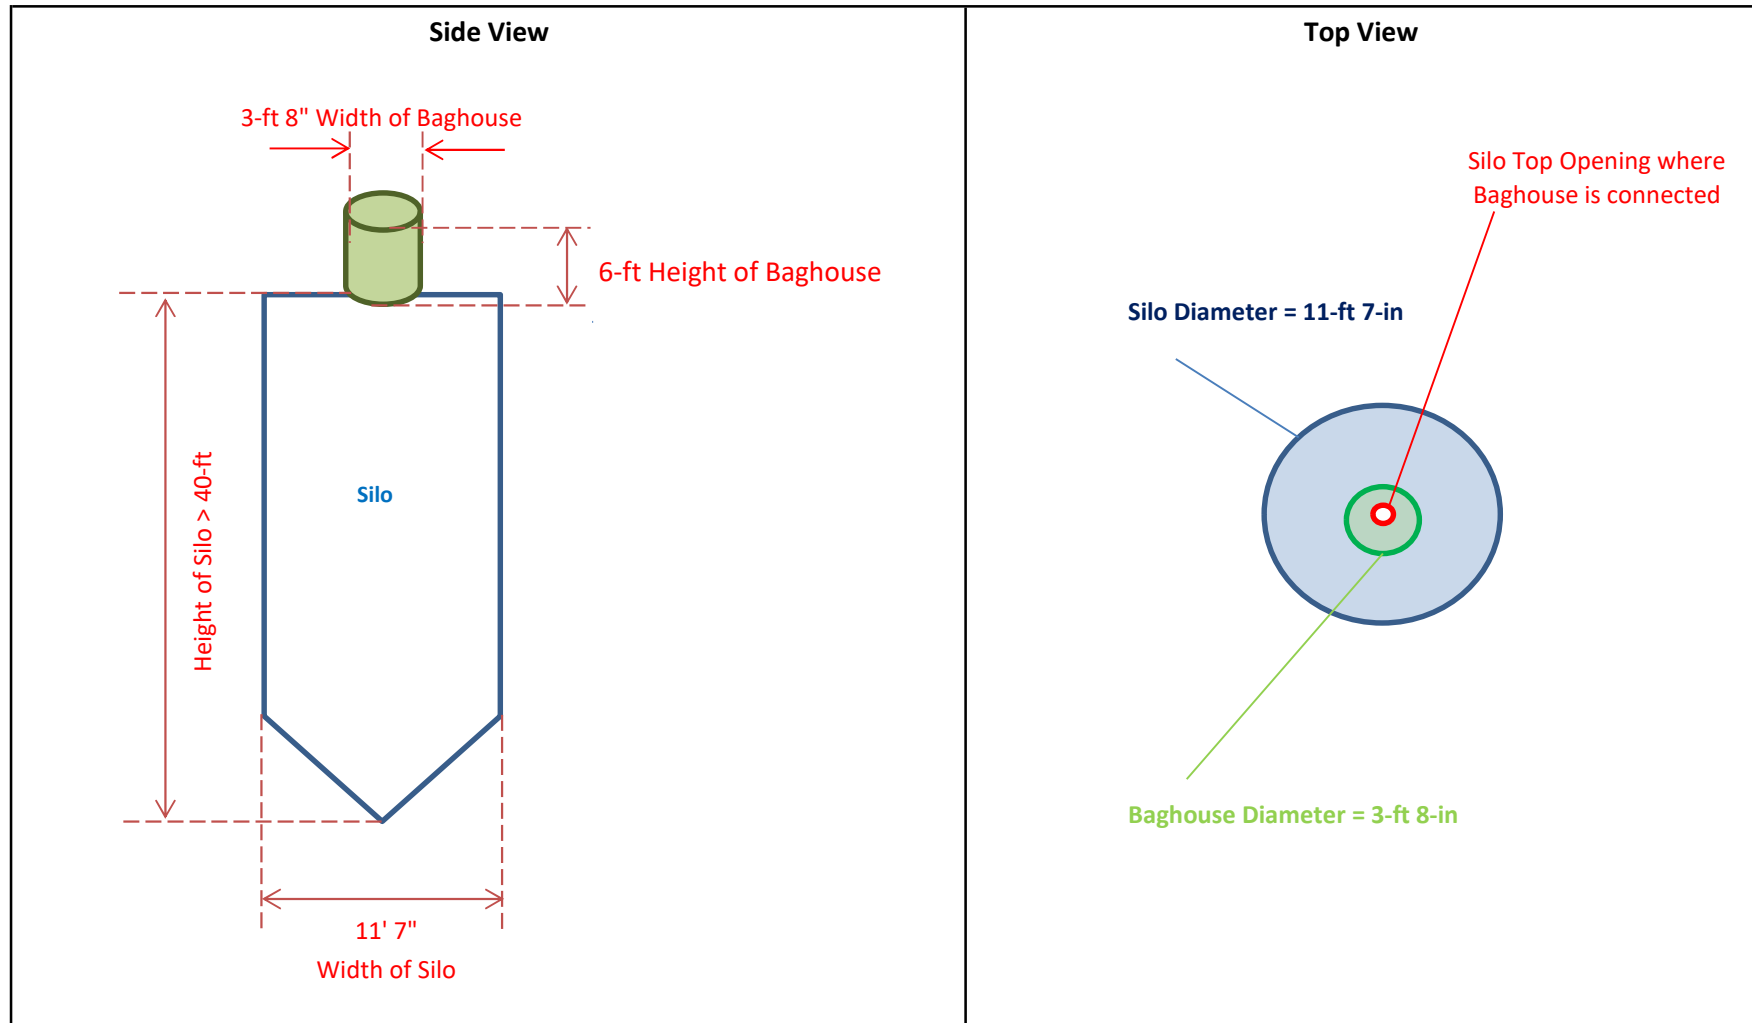 Side View
3-ft 8" Width of Baghouse
6-ft Height of Baghouse
Height of Silo > 40-ft
Silo
11' 7"
Width of Silo
Top View
Silo Top Opening where
Baghouse is connected
Silo Diameter = 11-ft 7-in
Baghouse Diameter = 3-ft 8-in